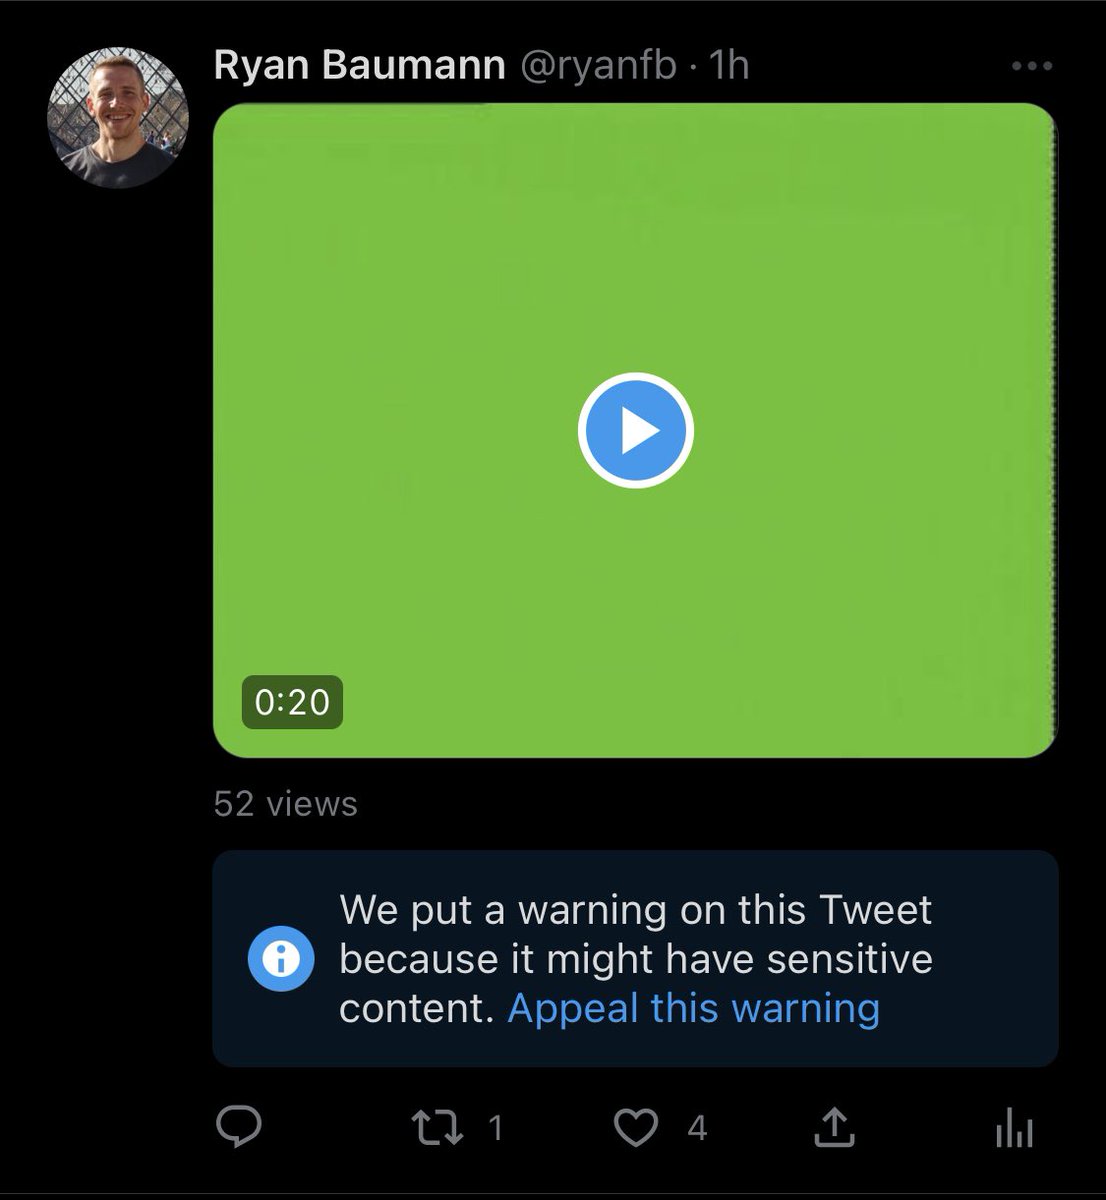 Ryan Baumann @ryanfb · 1h
0:20
52 views
We put a warning on this Tweet
because it might have sensitive
content. Appeal this warning
1 4